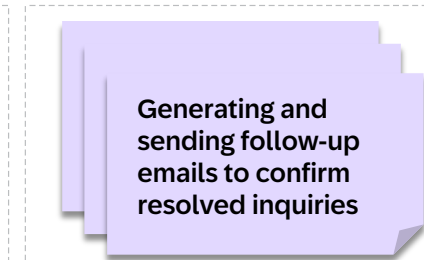 Generating and
sending follow-up
emails to confirm
resolved inquiries